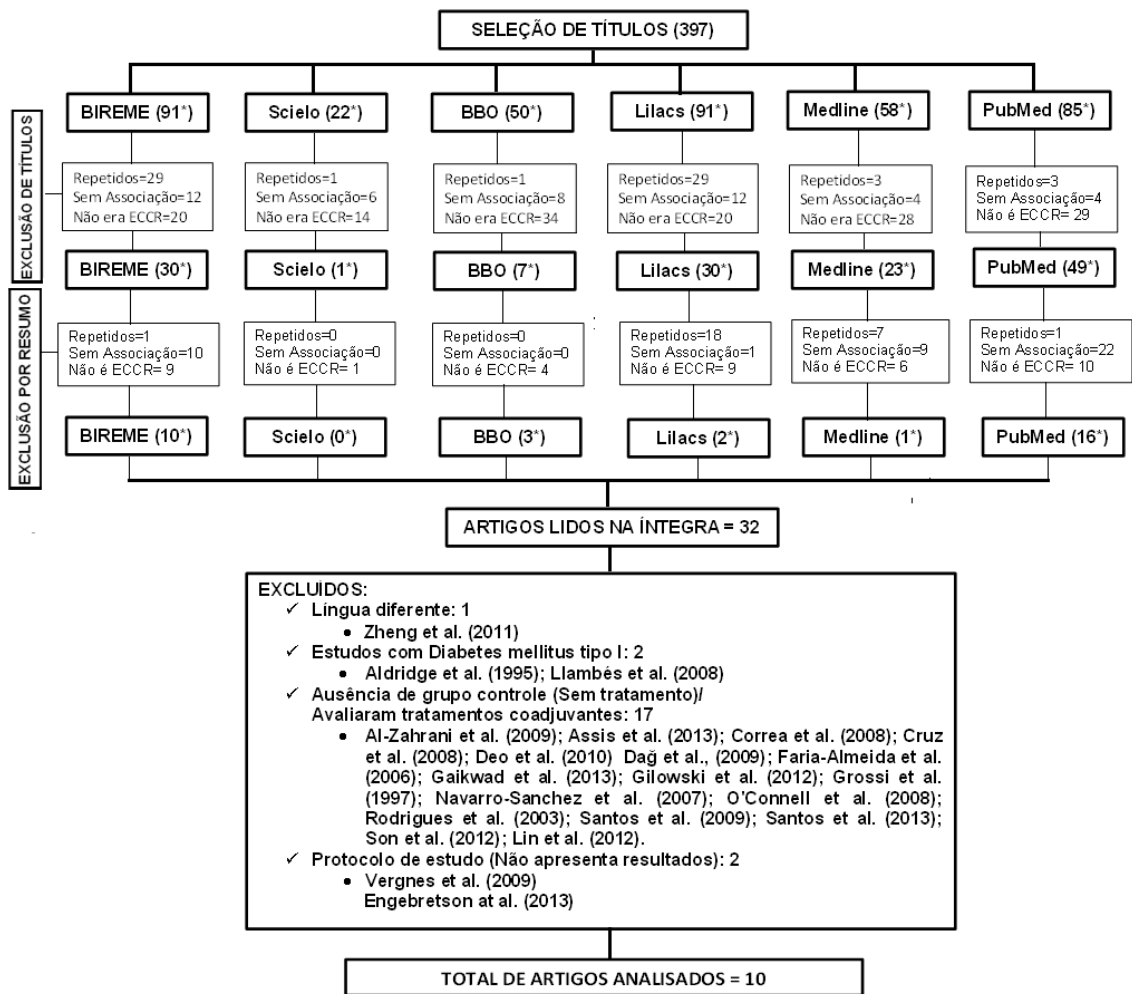 SELEÇÃO DE TÍTULOS (397)
BIREME (91*)
Scielo (22*)
BBO (50*)
Lilacs (91*)
Medline (58*)
PubMed (85*)
EXCLUSÃO DE TÍTULOS
Repetidos=29
Sem Associação=12
Não era ECCR=20
Repetidos=1
Sem Associação=6
Não era ECCR=14
Repetidos=1
Sem Associação=8
Não era ECCR=34
Repetidos=29
Sem Associação=12
Não era ECCR=20
Repetidos=3
Sem Associação=4
Não era ECCR=28
Repetidos=3
Sem Associação=4
Não é ECCR= 29
BIREME (30*)
Scielo (1*)
BBO (7*)
Lilacs (30*)
Medline (23*)
PubMed (49*)
EXCLUSÃO POR RESUMO
Repetidos=1
Sem Associação=10
Não é ECCR= 9
Repetidos=0
Sem Associação=0
Não é ECCR= 1
Repetidos=0
Sem Associação=0
Não é ECCR= 4
Repetidos=18
Sem Associação=1
Não é ECCR= 9
Repetidos=7
Sem Associação=9
Não é ECCR= 6
Repetidos=1
Sem Associação=22
Não é ECCR= 10
BIREME (10*)
Scielo (0*)
BBO (3*)
Lilacs (2*)
Medline (1*)
PubMed (16*)
ARTIGOS LIDOS NA ÍNTEGRA = 32
EXCLUIDOS:
✓ Língua diferente: 1
• Zheng et al. (2011)
✓ Estudos com Diabetes mellitus tipo I: 2
• Aldridge et al. (1995); Llambés et al. (2008)
✓ Ausência de grupo controle (Sem tratamento)/
Avaliaram tratamentos coadjuvantes: 17
• Al-Zahrani et al. (2009); Assis et al. (2013); Correa et al. (2008); Cruz
et al. (2008); Deo et al. (2010) Dağ et al., (2009); Faria-Almeida et al.
(2006); Gaikwad et al. (2013); Gilowski et al. (2012); Grossi et al.
(1997); Navarro-Sanchez et al. (2007); O'Connell et al. (2008);
Rodrigues et al. (2003); Santos et al. (2009); Santos et al. (2013);
Son et al. (2012); Lin et al. (2012).
✓ Protocolo de estudo (Não apresenta resultados): 2
• Vergnes et al. (2009)
Engebretson at al. (2013)
TOTAL DE ARTIGOS ANALISADOS = 10